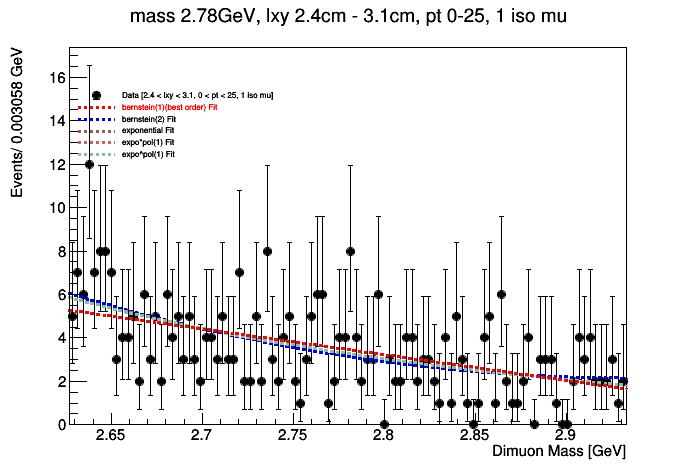 mass 2.78GeV, lxy 2.4cm - 3.1cm, pt 0-25, 1 iso mu
Events/ 0.003058 GeV
16
14
12
10
8
6
4
2
0
Data [2.4 < lxy < 3.1, 0 < pt < 25, 1 iso mu]
bernstein(1)(best order) Fit
bernstein(2) Fit
exponential Fit
expo*pol(1) Fit
expo^pol(1) Fit
2.65
2.7
2.75
2.8
2.85
2.9
Dimuon Mass [GeV]